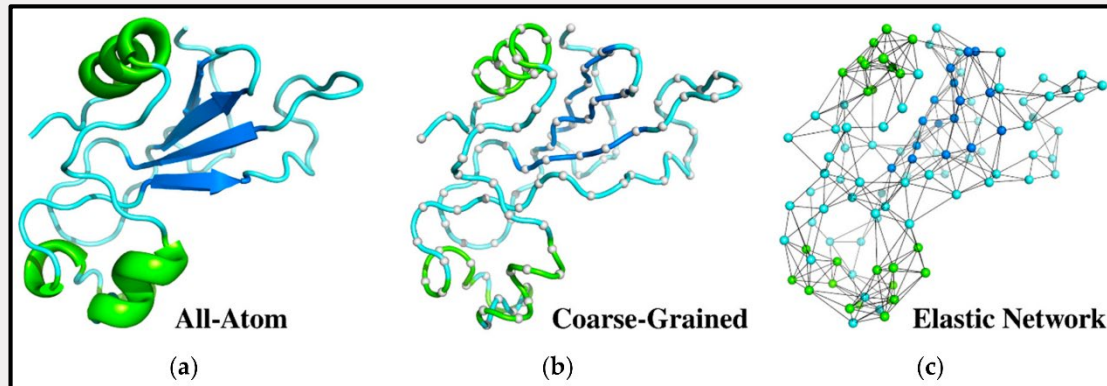 All-Atom
Coarse-Grained
Elastic Network
(a)
(b)
(c)